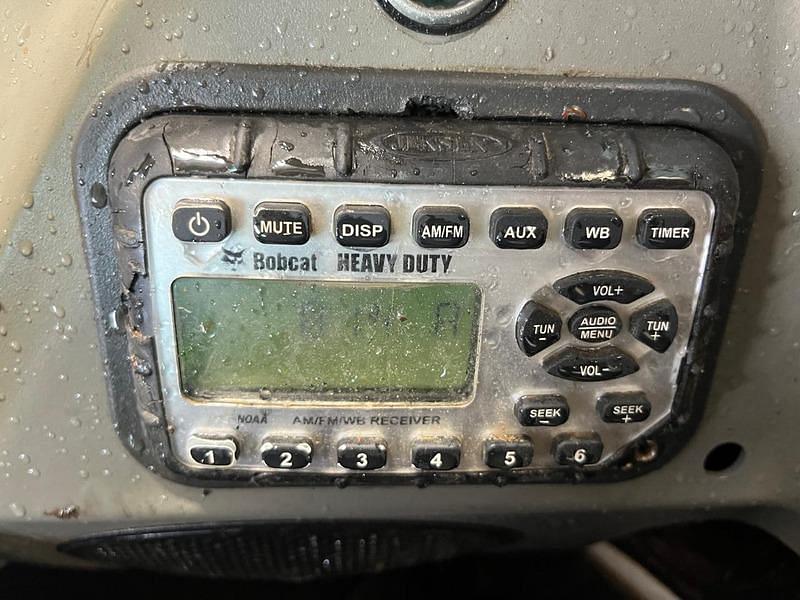 JENSEN
MUTE DISP AM/FM AUX WB TIMER
Bobcat HEAVY DUTY
VOL+
TUN - AUDIO/MENU TUN +
VOL-
SEEK - SEEK +
NOAA AM/FM/WB RECEIVER
1 2 3 4 5 6